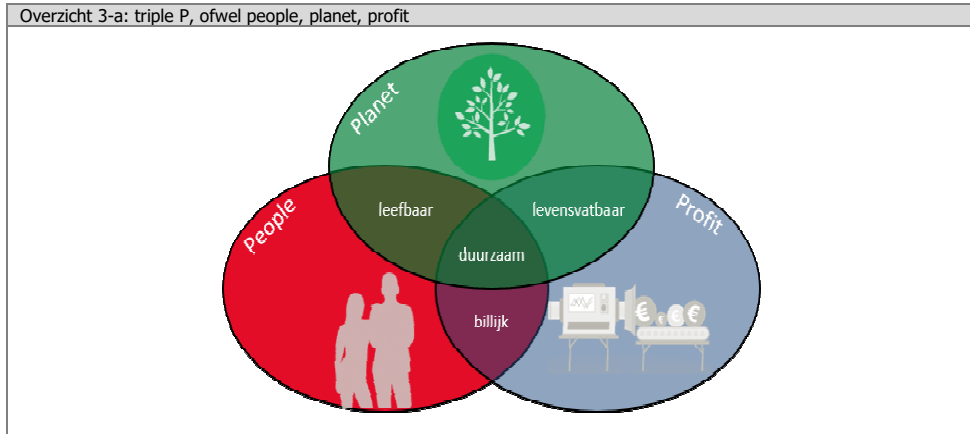 Overzicht 3-a: triple P, ofwel people, planet, profit
Planet
leefbaar
levensvatbaar
People
Profit
duurzaam
billijk
€ € € €